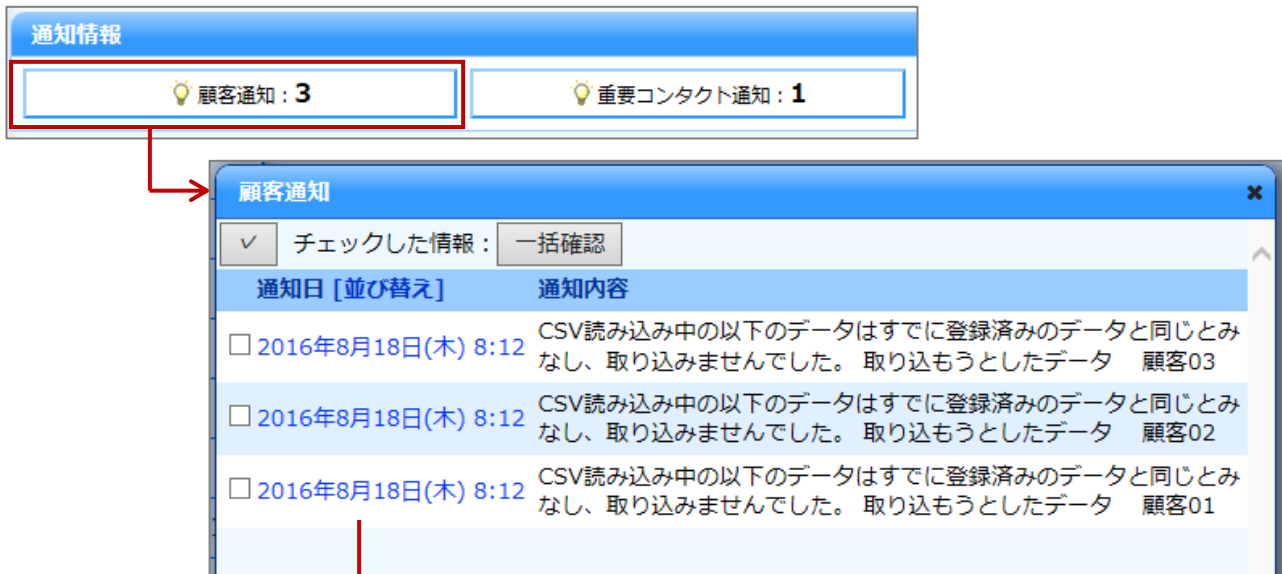 通知情報
顧客通知：3
重要コンタクト通知：1
顧客通知
チェックした情報： 一括確認
通知日 [並び替え] 通知内容
2016年8月18日(木) 8:12 CSV読み込み中の以下のデータはすでに登録済みのデータと同じとみ
なし、取り込みませんでした。 取り込もうとしたデータ　顧客03
2016年8月18日(木) 8:12 CSV読み込み中の以下のデータはすでに登録済みのデータと同じとみ
なし、取り込みませんでした。 取り込もうとしたデータ　顧客02
2016年8月18日(木) 8:12 CSV読み込み中の以下のデータはすでに登録済みのデータと同じとみ
なし、取り込みませんでした。 取り込もうとしたデータ　顧客01